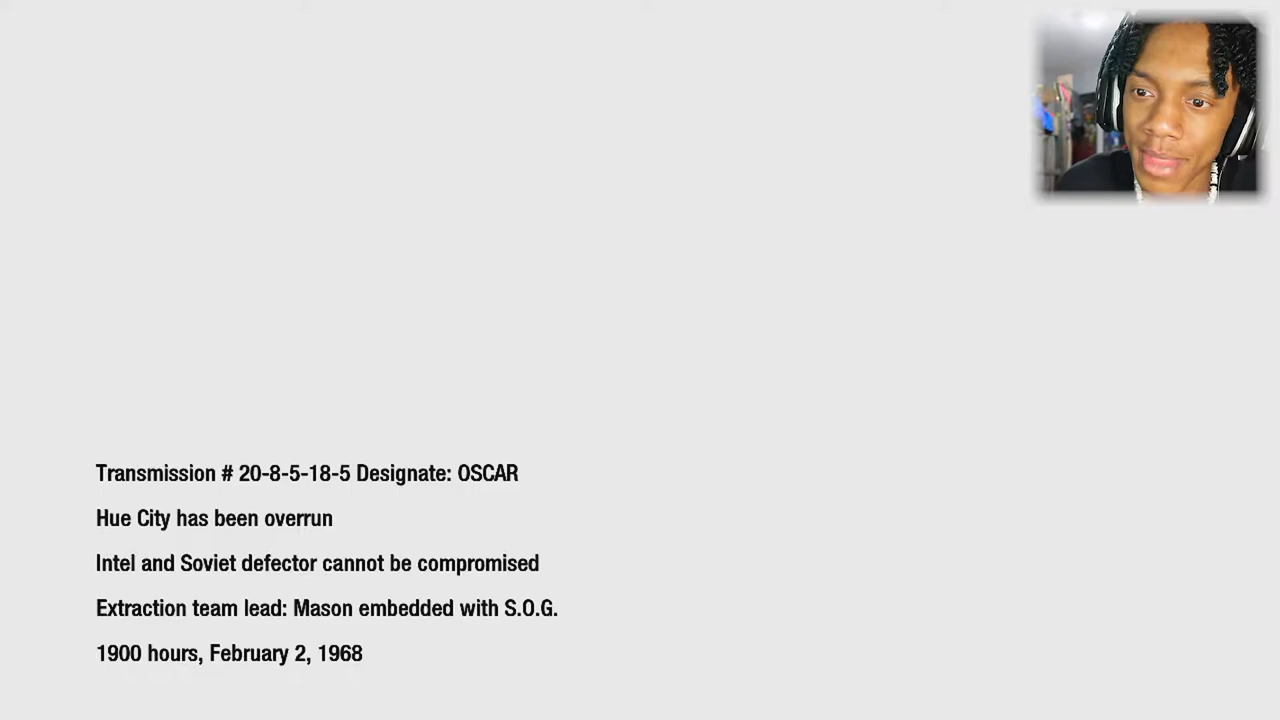 Transmission # 20-8-5-18-5 Designate: OSCAR
Hue City has been overrun
Intel and Soviet defector cannot be compromised
Extraction team lead: Mason embedded with S.O.G.
1900 hours, February 2, 1968